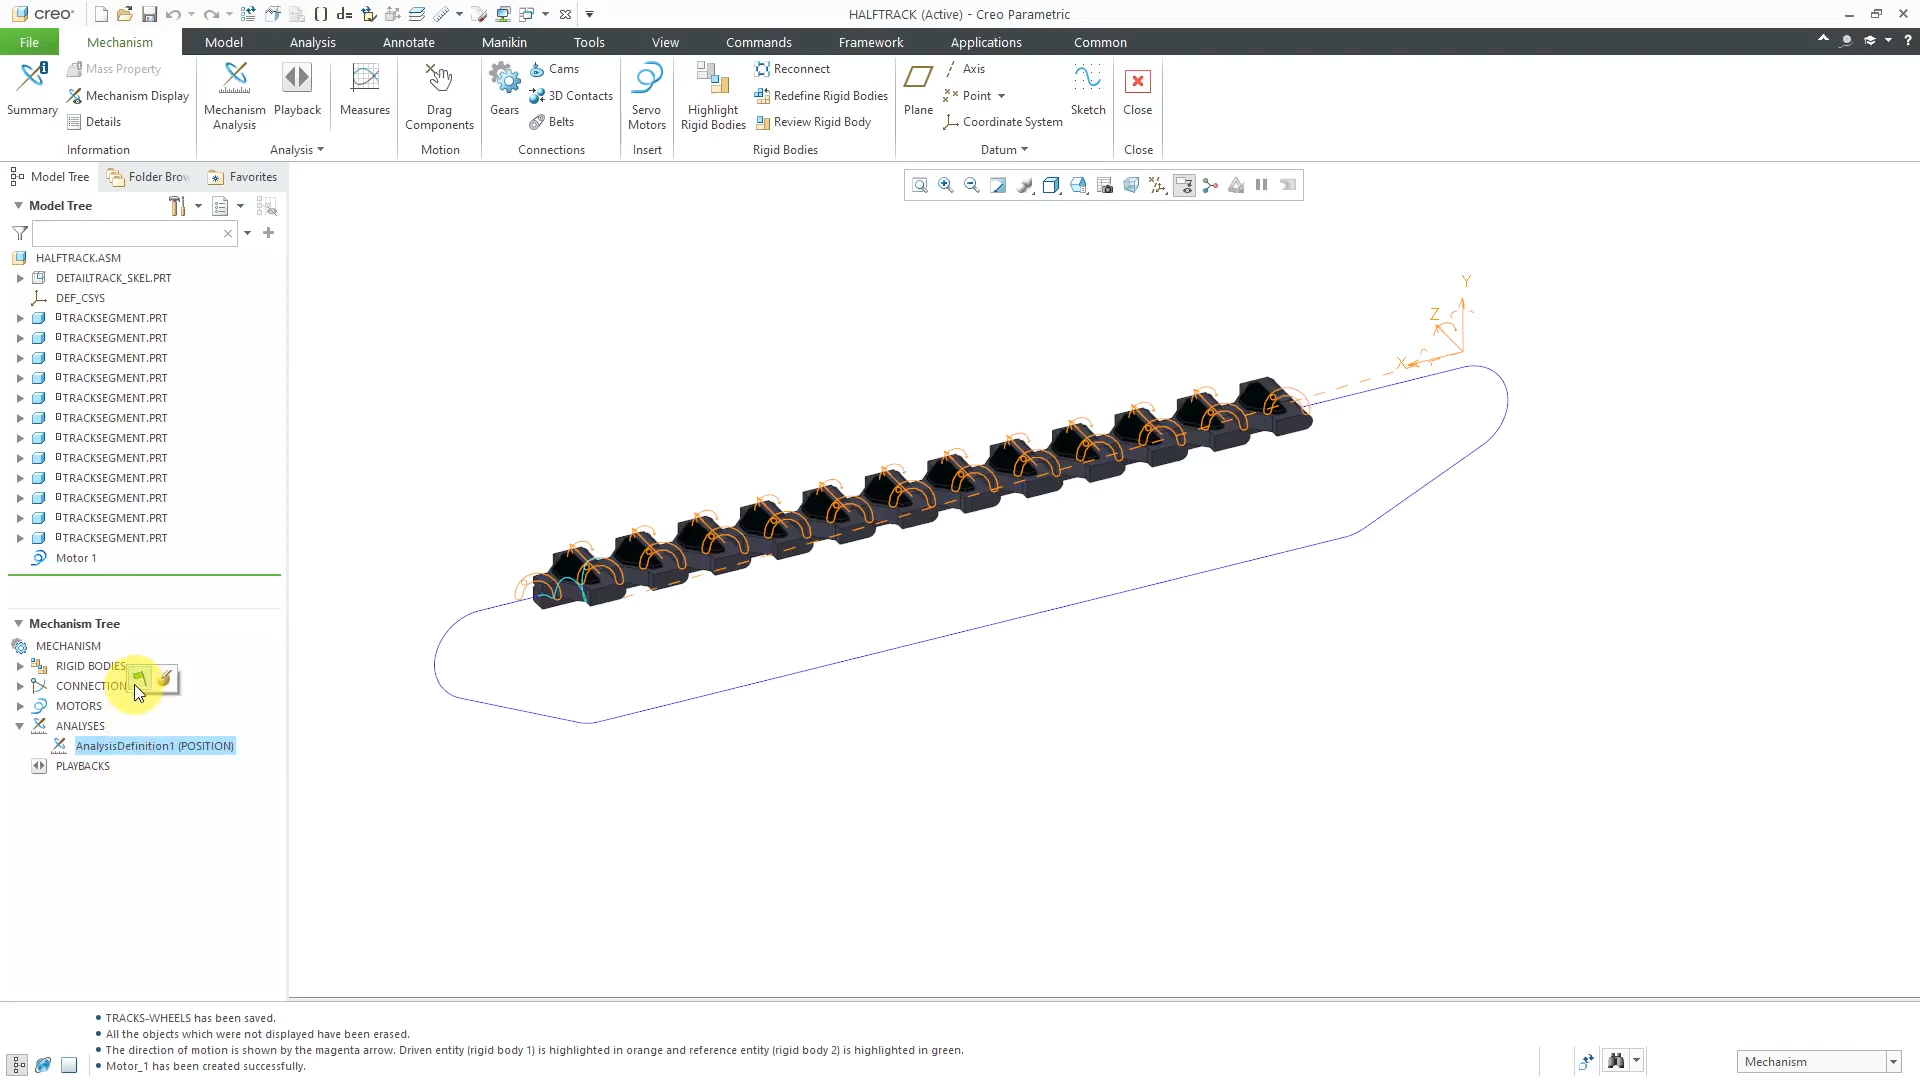 creo®
HALFTRACK (Active) - Creo Parametric
File
Mechanism
Model
Analysis
Annotate
Manikin
Tools
View
Commands
Framework
Applications
Common
Summary
Mass Property
Mechanism Display
Details
Information
Mechanism
Analysis
Playback
Measures
Analysis
Drag
Components
Motion
Gears
Cams
3D Contacts
Belts
Connections
Servo
Motors
Insert
Highlight
Rigid Bodies
Reconnect
Redefine Rigid Bodies
Review Rigid Body
Rigid Bodies
Plane
Axis
Point
Coordinate System
Sketch
Datum
Close
Close
Model Tree
Folder Brow
Favorites
Model Tree
HALFTRACK.ASM
DETAILTRACK_SKEL.PRT
DEF_CSYS
TRACKSEGMENT.PRT
TRACKSEGMENT.PRT
TRACKSEGMENT.PRT
TRACKSEGMENT.PRT
TRACKSEGMENT.PRT
TRACKSEGMENT.PRT
TRACKSEGMENT.PRT
TRACKSEGMENT.PRT
TRACKSEGMENT.PRT
TRACKSEGMENT.PRT
TRACKSEGMENT.PRT
TRACKSEGMENT.PRT
Motor 1
Mechanism Tree
MECHANISM
RIGID BODIES
CONNECTION
MOTORS
ANALYSES
AnalysisDefinition1 (POSITION)
PLAYBACKS
Y
Z
X
• TRACKS-WHEELS has been saved.
• All the objects which were not displayed have been erased.
• The direction of motion is shown by the magenta arrow. Driven entity (rigid body 1) is highlighted in orange and reference entity (rigid body 2) is highlighted in green.
• Motor_1 has been created successfully.
Mechanism